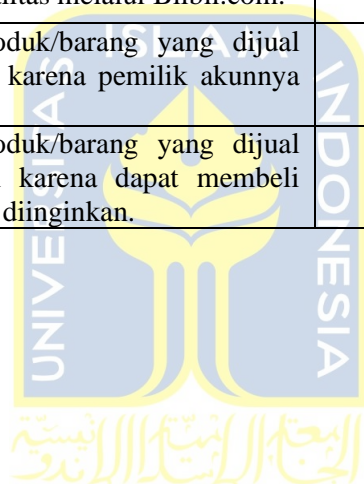 litas melalui Blibli.com.
oduk/barang yang dijual
karena pemilik akunnya
oduk/barang yang dijual
karena dapat membeli
diinginkan.
ISLAM
UNIVERSITAS
INDONESIA